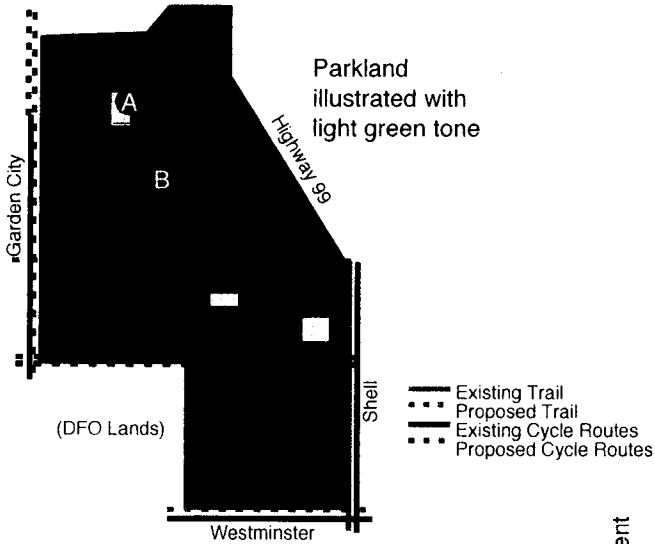 Parkland
illustrated with
light green tone
A
B
Highway 99
Garden City
(DFO Lands)
Shell
Existing Trail
Proposed Trail
Existing Cycle Routes
Proposed Cycle Routes
Westminster
ent